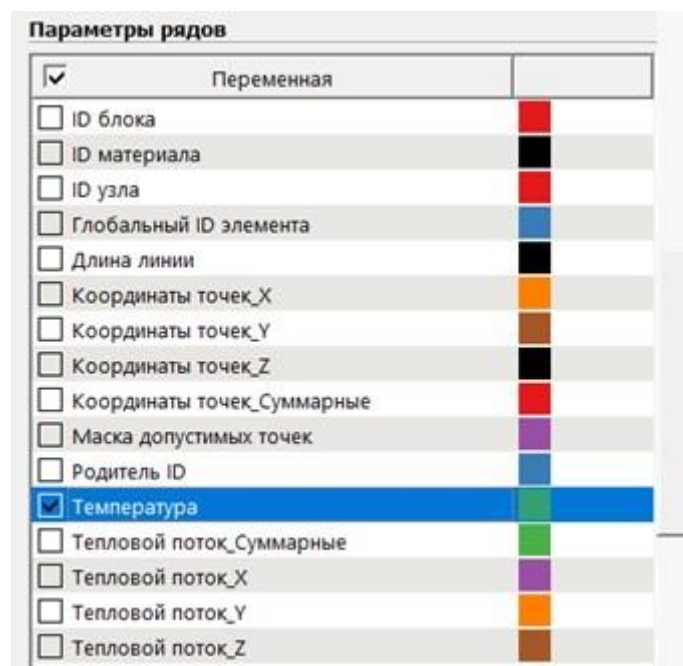 Параметры рядов
Переменная
ID блока
ID материала
ID узла
Глобальный ID элемента
Длина линии
Координаты точек_X
Координаты точек_Y
Координаты точек_Z
Координаты точек_Суммарные
Маска допустимых точек
Родитель ID
Температура
Тепловой поток_Суммарные
Тепловой поток_X
Тепловой поток_Y
Тепловой поток_Z